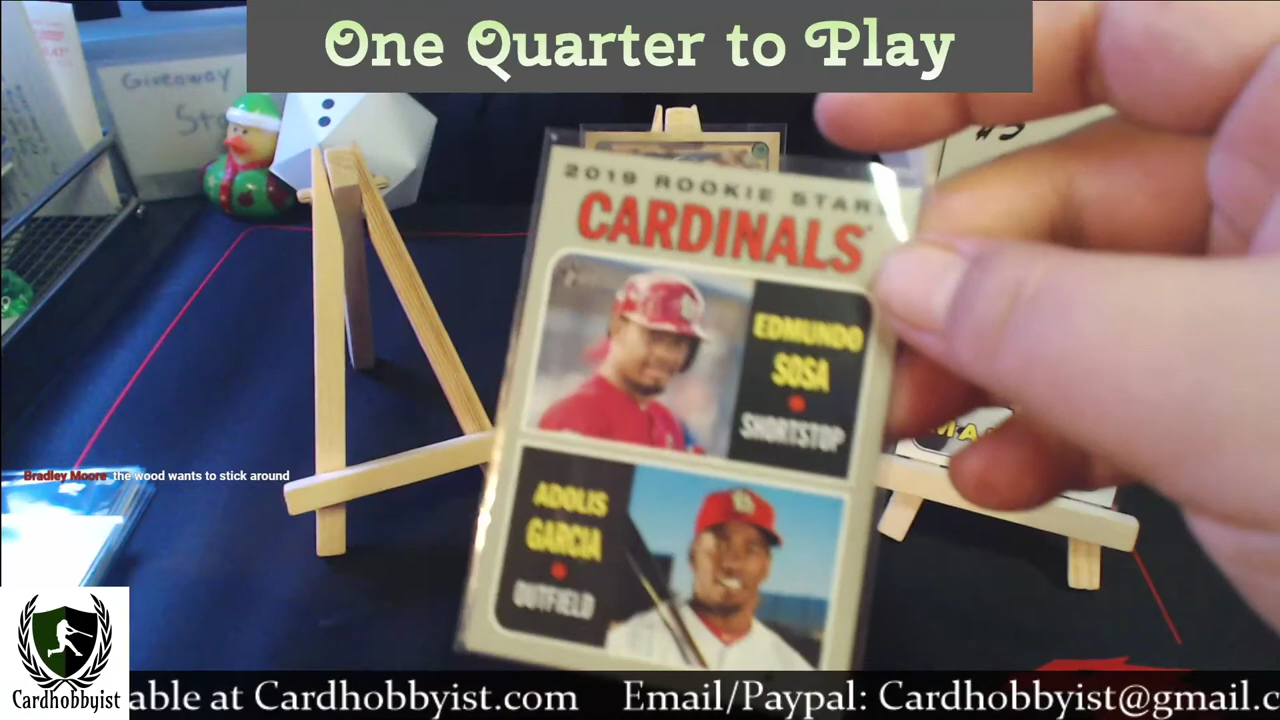 One Quarter to Play
Giveaway
2019 ROOKIE STARS
CARDINALS
EDMUNDO
SOSA
SHORTSTOP
ADOLIS
GARCIA
OUTFIELD
Bradley Moore the wood wants to stick around
Cardhobbyist
able at Cardhobbyist.com Email/Paypal: Cardhobbyist@gmail.c